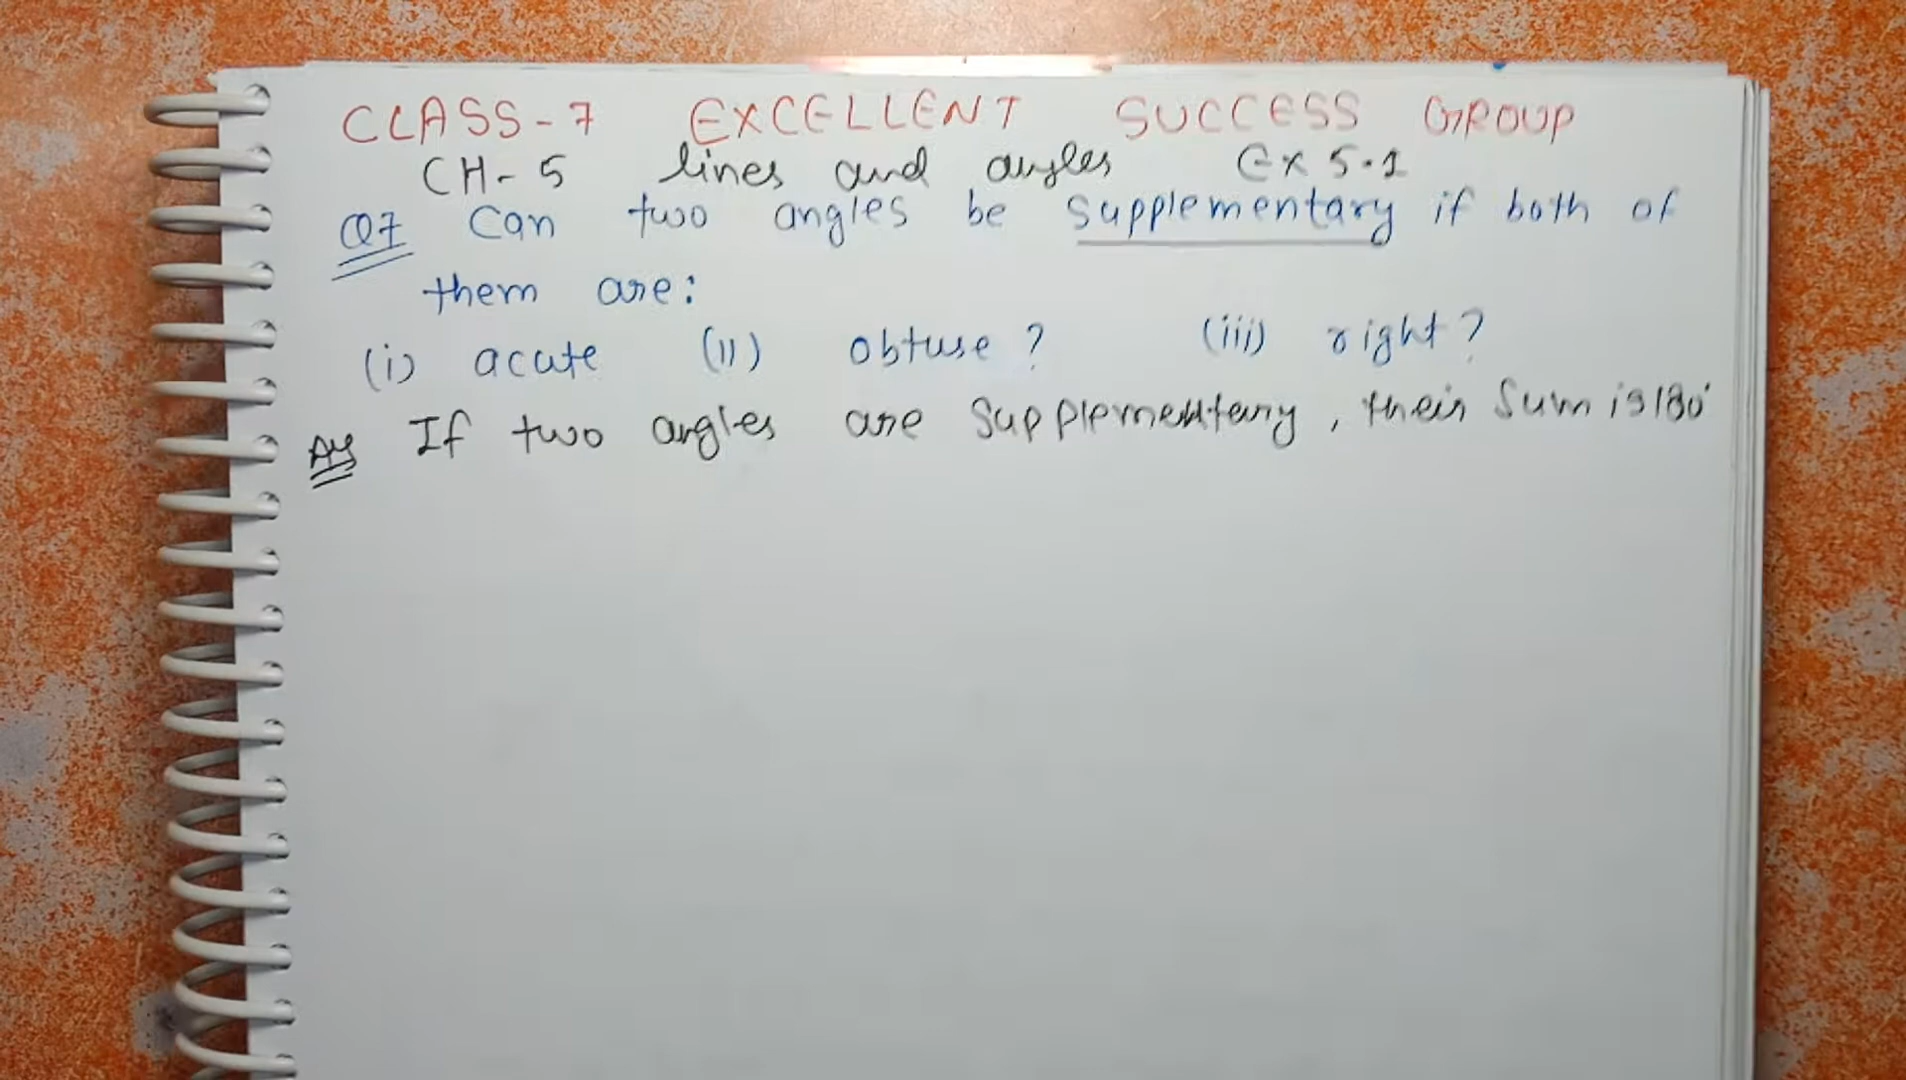 CLASS-7 EXCELLENT SUCCESS GROUP
CH-5 lines and angles Ex 5.1
Q7 Can two angles be supplementary if both of
them are:
(i) acute (ii) obtuse ? (iii) right ?
Ans If two angles are supplementary, their sum is 180°